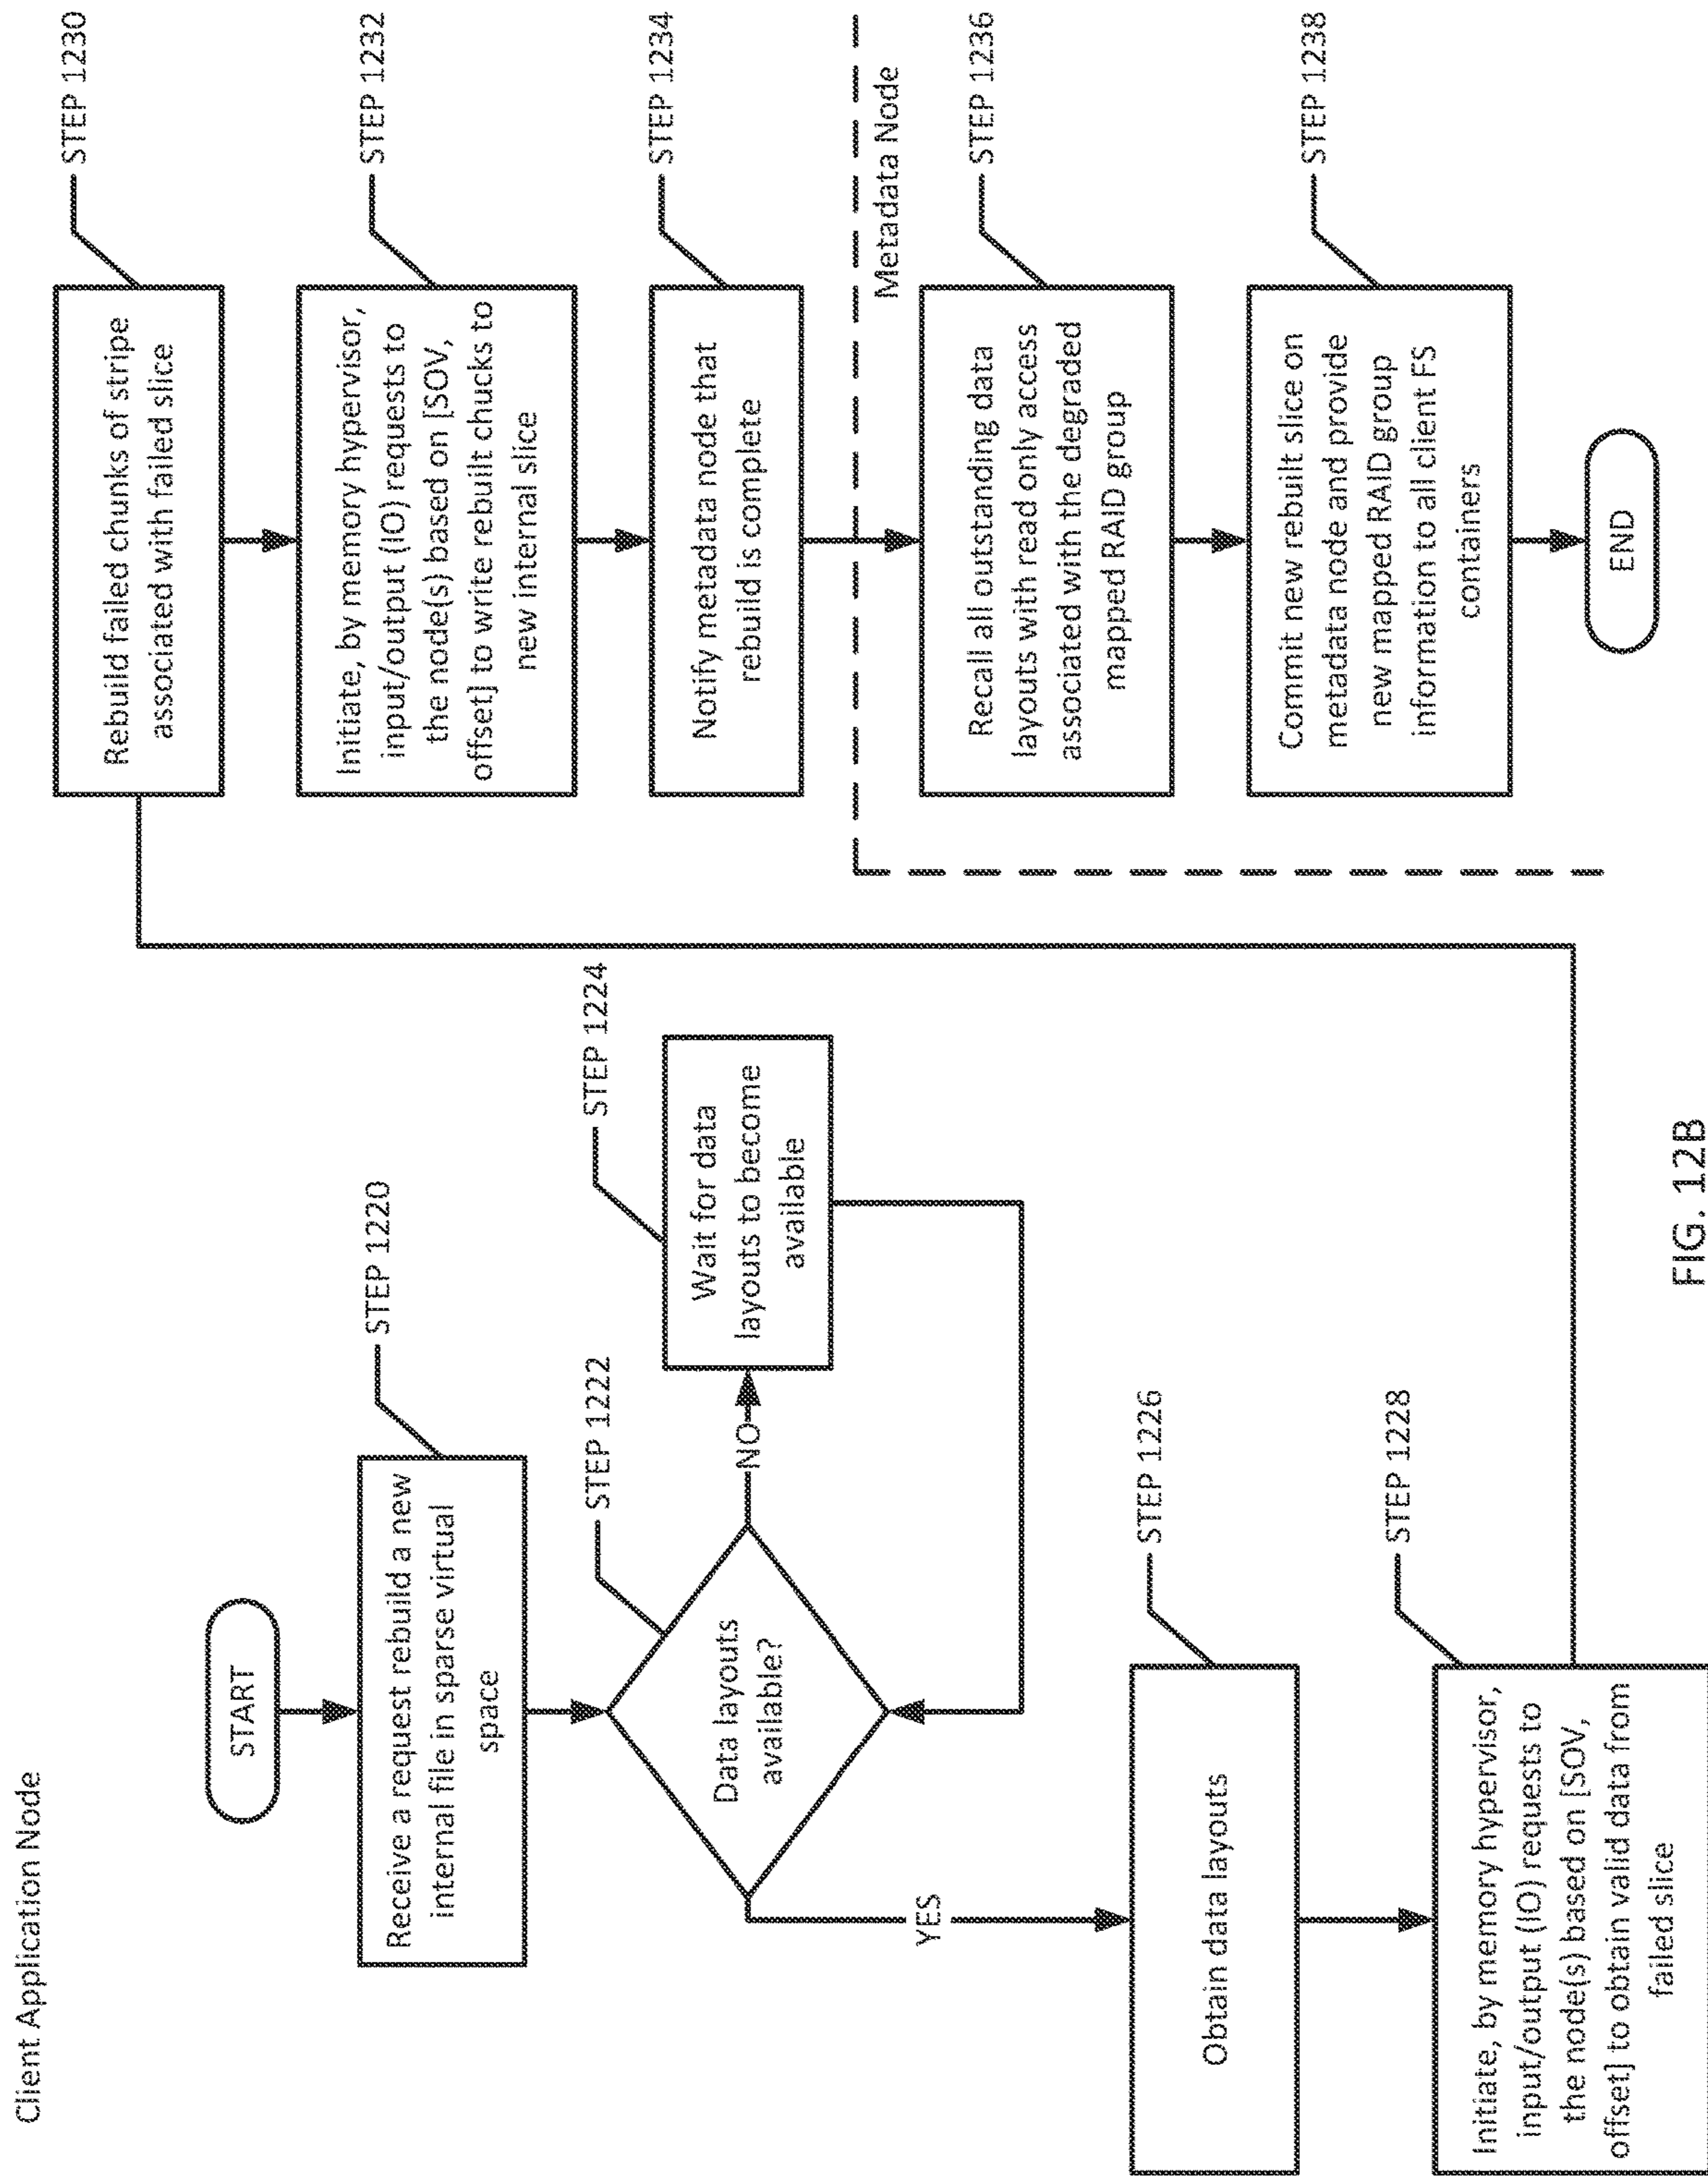 Client Application Node
START
STEP 1220
Receive a request rebuild a new
internal file in sparse virtual
space
STEP 1222
Data layouts
available?
NO
STEP 1224
Wait for data
layouts to become
available
YES
STEP 1226
Obtain data layouts
STEP 1228
Initiate, by memory hypervisor,
input/output (IO) requests to
the node(s) based on [SOV,
offset] to obtain valid data from
failed slice
STEP 1230
Rebuild failed chunks of stripe
associated with failed slice
STEP 1232
Initiate, by memory hypervisor,
input/output (IO) requests to
the node(s) based on [SOV,
offset] to write rebuilt chucks to
new internal slice
STEP 1234
Notify metadata node that
rebuild is complete
Metadata Node
STEP 1236
Recall all outstanding data
layouts with read only access
associated with the degraded
mapped RAID group
STEP 1238
Commit new rebuilt slice on
metadata node and provide
new mapped RAID group
information to all client FS
containers
END
FIG. 12B